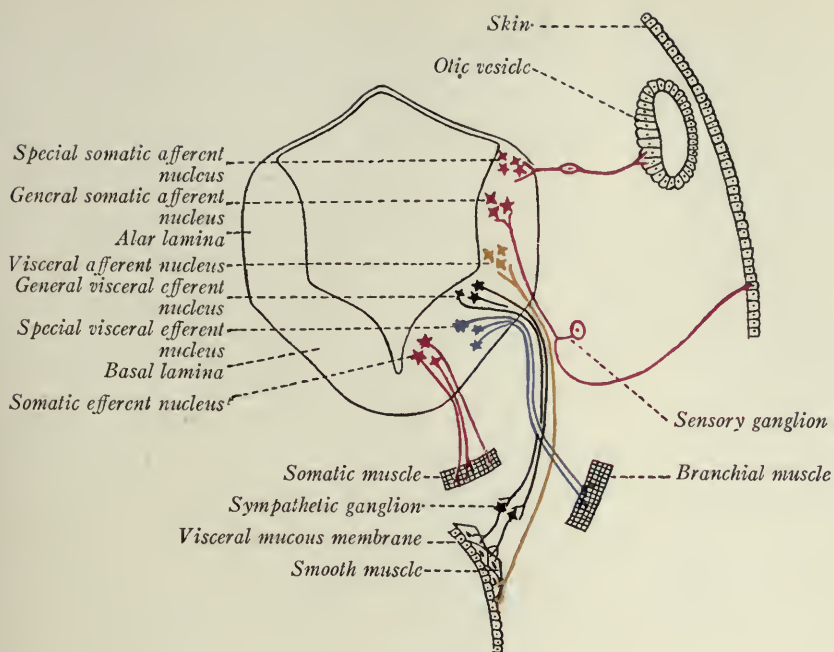 Skin
Otic vesicle
Special somatic afferent
nucleus
General somatic afferent
nucleus
Alar lamina
Visceral afferent nucleus
General visceral efferent
nucleus
Special visceral efferent
nucleus
Basal lamina
Somatic efferent nucleus
Sensory ganglion
Somatic muscle
Branchial muscle
Sympathetic ganglion
Visceral mucous membrane
Smooth muscle